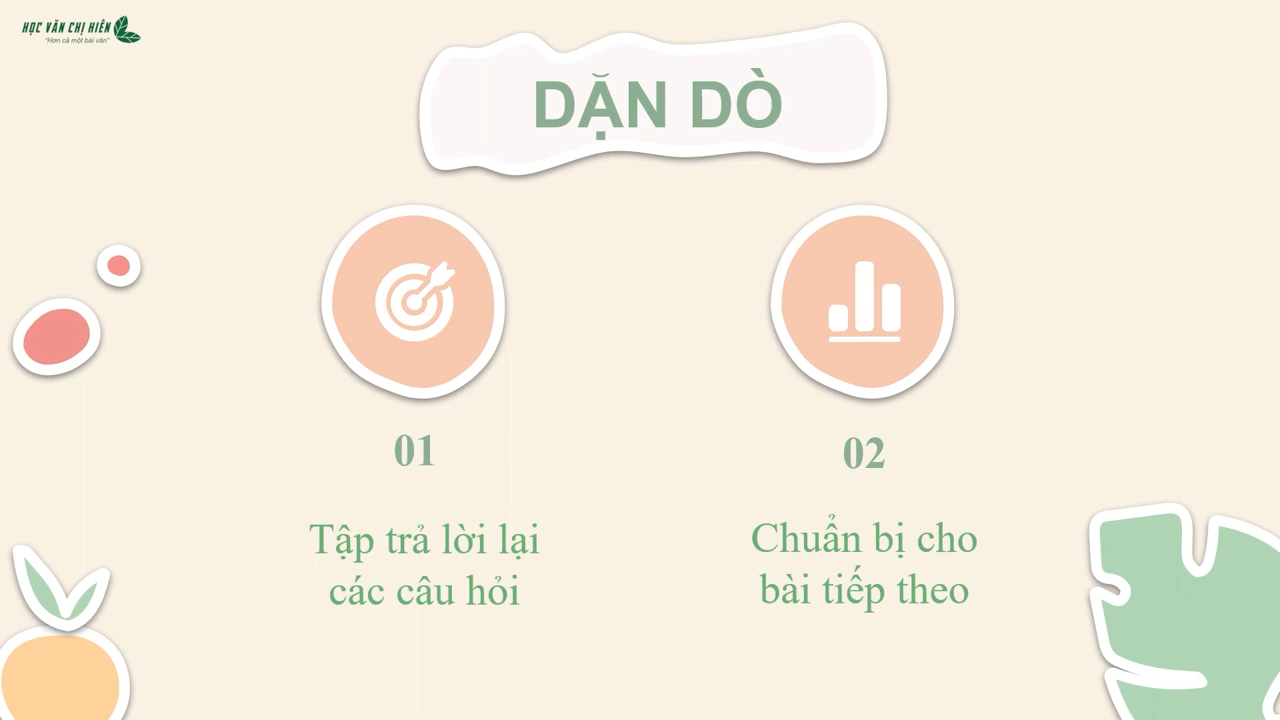 HỌC VĂN CHỊ HIÊN
"Hơn cả một bài văn"
DẶN DÒ
01
Tập trả lời lại
các câu hỏi
02
Chuẩn bị cho
bài tiếp theo